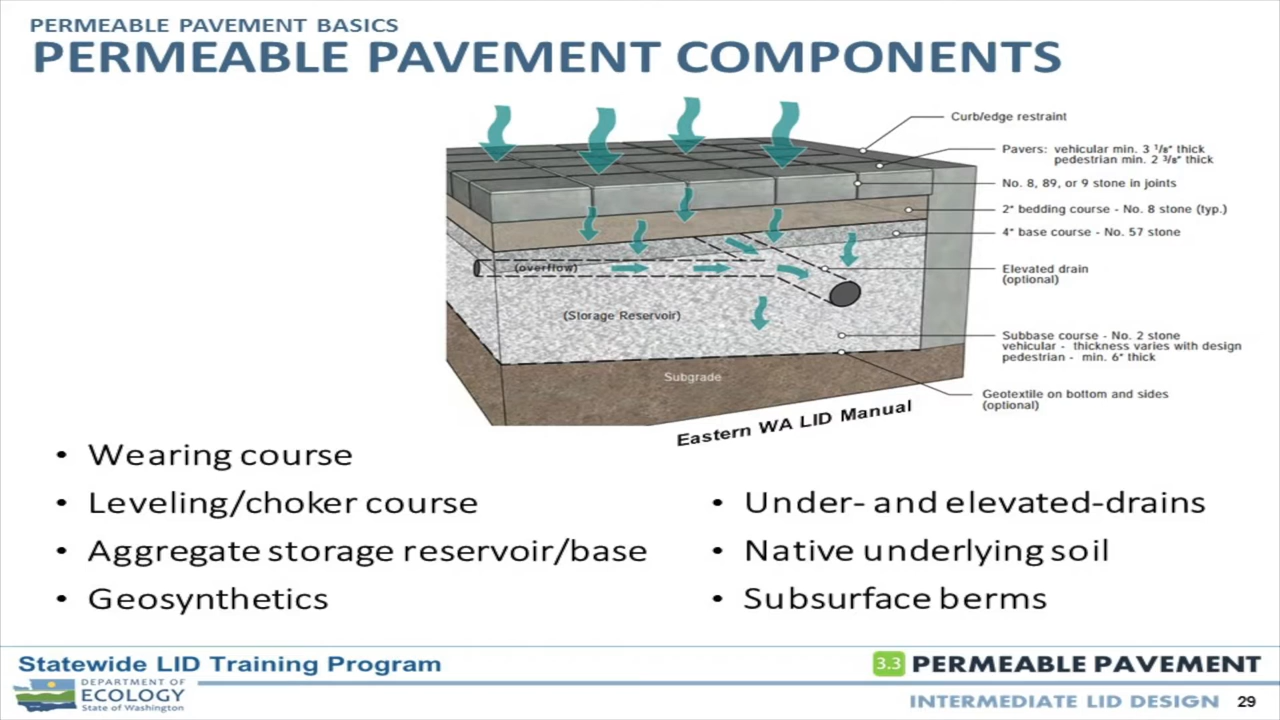 PERMEABLE PAVEMENT BASICS
PERMEABLE PAVEMENT COMPONENTS
Curb/edge restraint
Pavers: vehicular min. 3 1/8" thick
pedestrian min. 2 3/8" thick
No. 8, 89, or 9 stone in joints
2" bedding course - No. 8 stone (typ.)
4" base course - No. 57 stone
Elevated drain
(optional)
(overflow)
(Storage Reservoir)
Subbase course - No. 2 stone
vehicular - thickness varies with design
pedestrian - min. 6" thick
Subgrade
Geotextile on bottom and sides
(optional)
Eastern WA LID Manual
• Wearing course
• Leveling/choker course
• Aggregate storage reservoir/base
• Geosynthetics
• Under- and elevated-drains
• Native underlying soil
• Subsurface berms
Statewide LID Training Program
3.3 PERMEABLE PAVEMENT
DEPARTMENT OF
ECOLOGY
State of Washington
INTERMEDIATE LID DESIGN 29